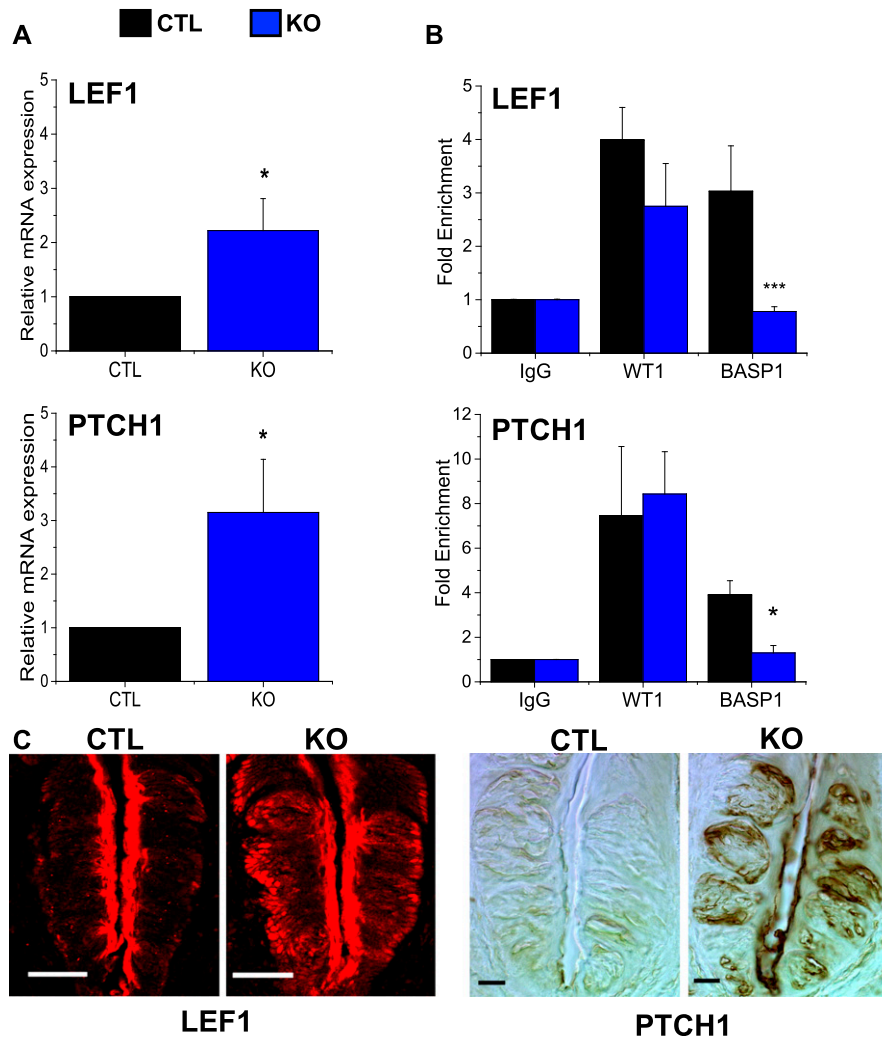 A
CTL
KO
B
LEF1
Relative mRNA expression
5
4
3
2
1
0
*
CTL
KO
LEF1
Fold Enrichment
5
4
3
2
1
0
***
IgG
WT1
BASP1
PTCH1
Relative mRNA expression
5
4
3
2
1
0
*
CTL
KO
PTCH1
Fold Enrichment
12
10
8
6
4
2
0
*
IgG
WT1
BASP1
C
CTL
KO
CTL
KO
LEF1
PTCH1